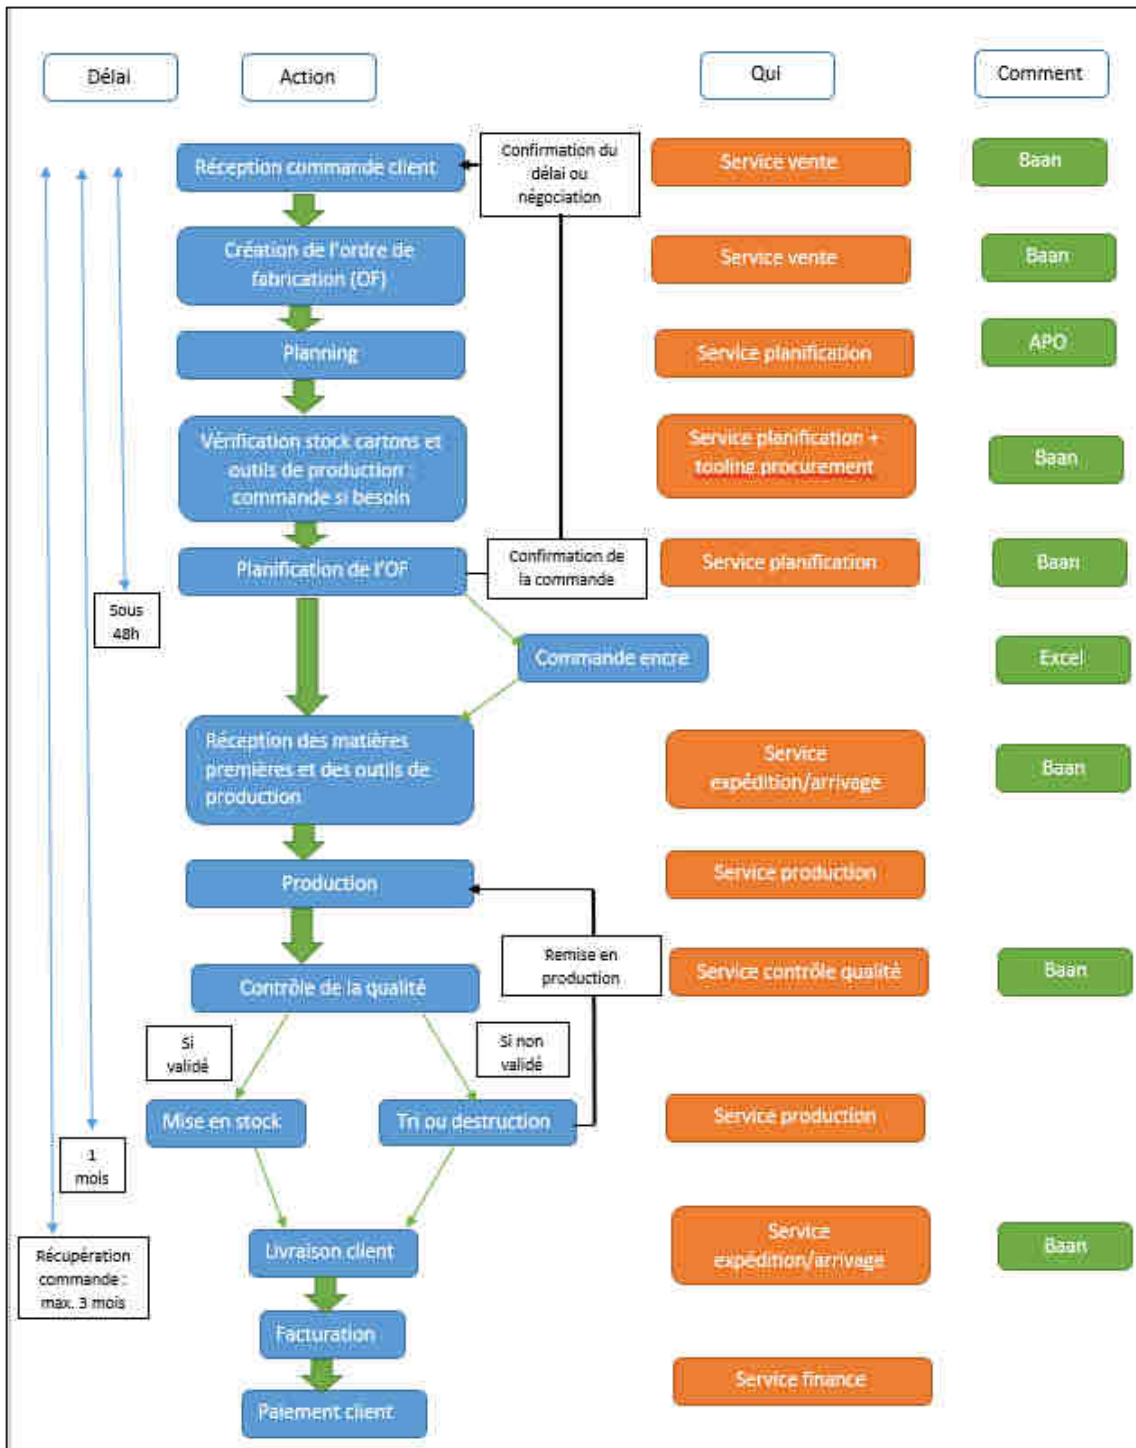 Délai
Action
Qui
Comment
Réception commande client
Confirmation du
délai ou
négociation
Service vente
Baan
Création de l'ordre de
fabrication (OF)
Service vente
Baan
Planning
Service planification
APO
Vérification stock cartons et
outils de production :
commande si besoin
Service planification +
tooling procurement
Baan
Planification de l'OF
Confirmation de
la commande
Service planification
Baan
Sous
48h
Commande encre
Excel
Réception des matières
premières et des outils de
production
Service
expédition/arrivage
Baan
Production
Service production
Remise en
production
Contrôle de la qualité
Service contrôle qualité
Baan
Si
validé
Si non
validé
Mise en stock
Tri ou destruction
Service production
1
mois
Récupération
commande :
max. 3 mois
Livraison client
Service
expédition/arrivage
Baan
Facturation
Service finance
Paiement client